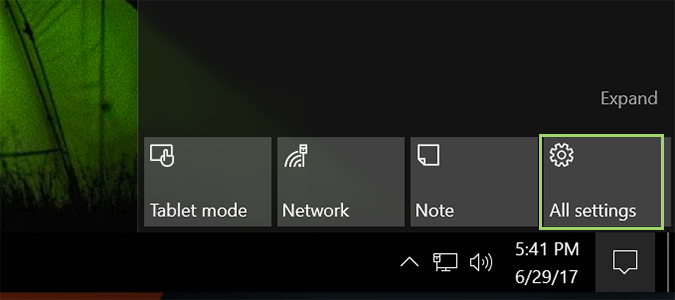 Expand
Tablet mode
Network
Note
All settings
5:41 PM
6/29/17